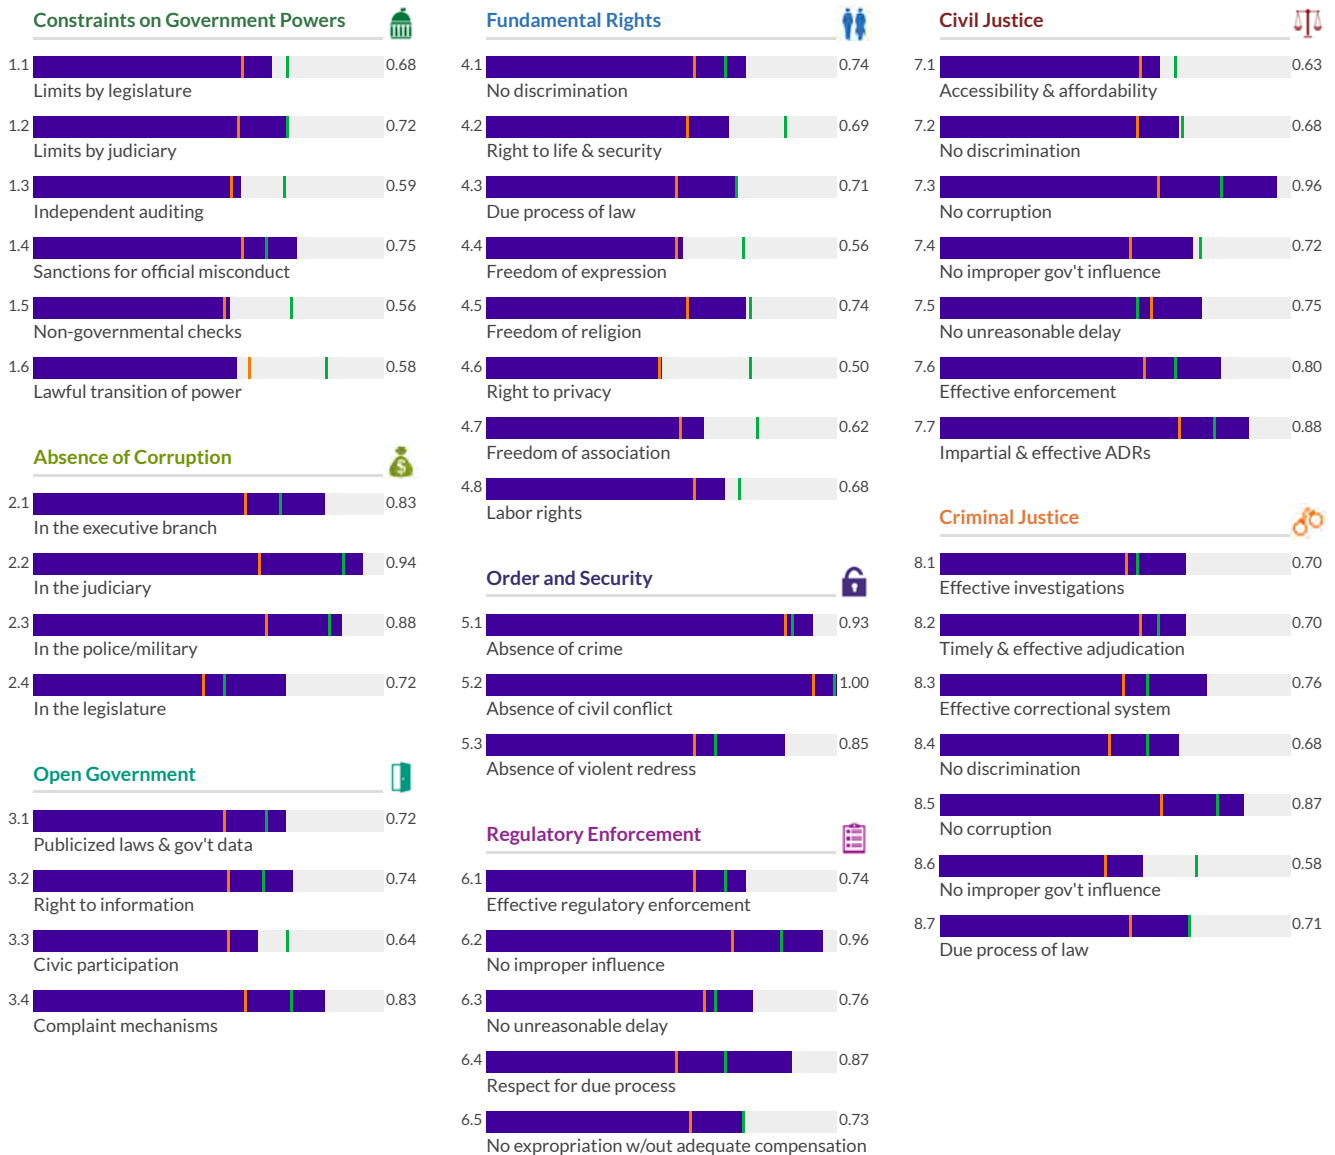 Constraints on Government Powers
1.1 0.68
Limits by legislature
1.2 0.72
Limits by judiciary
1.3 0.59
Independent auditing
1.4 0.75
Sanctions for official misconduct
1.5 0.56
Non-governmental checks
1.6 0.58
Lawful transition of power
Absence of Corruption
$
2.1 0.83
In the executive branch
2.2 0.94
In the judiciary
2.3 0.88
In the police/military
2.4 0.72
In the legislature
Open Government
3.1 0.72
Publicized laws & gov't data
3.2 0.74
Right to information
3.3 0.64
Civic participation
3.4 0.83
Complaint mechanisms
Fundamental Rights
4.1 0.74
No discrimination
4.2 0.69
Right to life & security
4.3 0.71
Due process of law
4.4 0.56
Freedom of expression
4.5 0.74
Freedom of religion
4.6 0.50
Right to privacy
4.7 0.62
Freedom of association
4.8 0.68
Labor rights
Order and Security
5.1 0.93
Absence of crime
5.2 1.00
Absence of civil conflict
5.3 0.85
Absence of violent redress
Regulatory Enforcement
6.1 0.74
Effective regulatory enforcement
6.2 0.96
No improper influence
6.3 0.76
No unreasonable delay
6.4 0.87
Respect for due process
6.5 0.73
No expropriation w/out adequate compensation
Civil Justice
7.1 0.63
Accessibility & affordability
7.2 0.68
No discrimination
7.3 0.96
No corruption
7.4 0.72
No improper gov't influence
7.5 0.75
No unreasonable delay
7.6 0.80
Effective enforcement
7.7 0.88
Impartial & effective ADRs
Criminal Justice
8.1 0.70
Effective investigations
8.2 0.70
Timely & effective adjudication
8.3 0.76
Effective correctional system
8.4 0.68
No discrimination
8.5 0.87
No corruption
8.6 0.58
No improper gov't influence
8.7 0.71
Due process of law